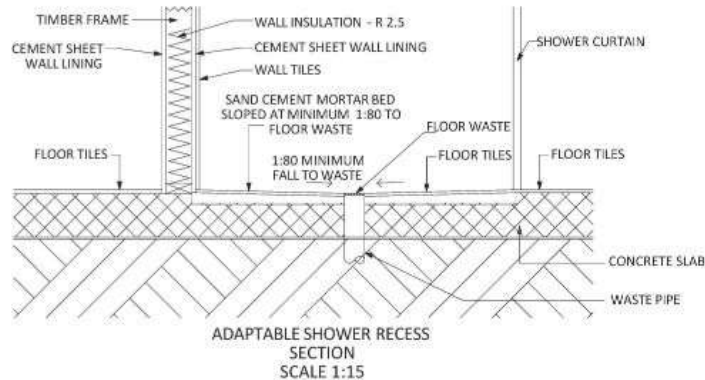 TIMBER FRAME
WALL INSULATION - R 2.5
CEMENT SHEET
WALL LINING
CEMENT SHEET WALL LINING
SHOWER CURTAIN
WALL TILES
SAND CEMENT MORTAR BED
SLOPED AT MINIMUM 1:80 TO
FLOOR WASTE
FLOOR WASTE
FLOOR TILES
1:80 MINIMUM
FALL TO WASTE
FLOOR TILES
FLOOR TILES
CONCRETE SLAB
WASTE PIPE
ADAPTABLE SHOWER RECESS
SECTION
SCALE 1:15